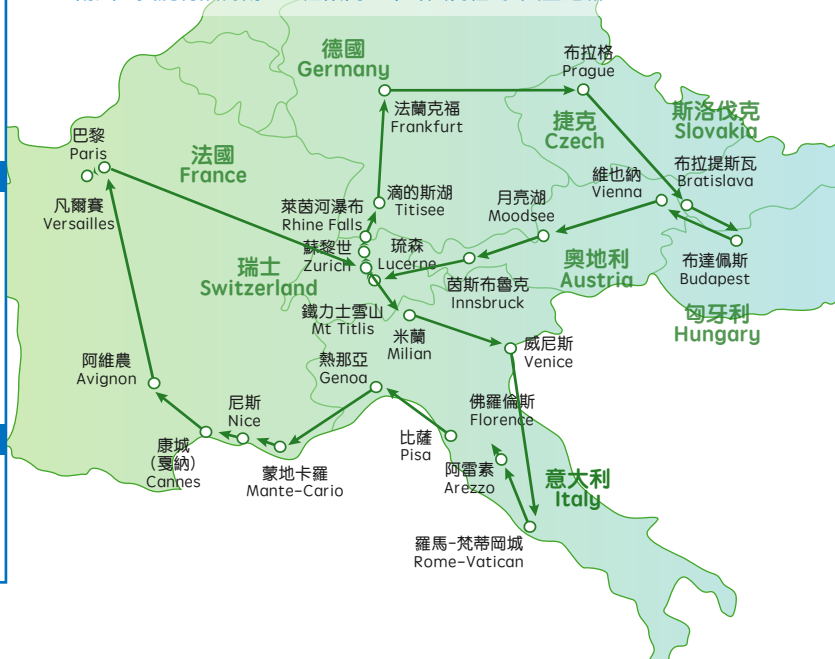 德國
Germany
布拉格
Prague
法蘭克福
Frankfurt
捷克
Czech
斯洛伐克
Slovakia
巴黎
Paris
法國
France
凡爾賽
Versailles
滴的斯湖
Titisee
萊茵河瀑布
Rhine Falls
月亮湖
Moodsee
維也納
Vienna
布拉提斯瓦
Bratislava
蘇黎世
Zurich
琉森
Lucerne
瑞士
Switzerland
茵斯布魯克
Innsbruck
奧地利
Austria
布達佩斯
Budapest
匈牙利
Hungary
鐵力士雪山
Mt Titlis
米蘭
Milian
威尼斯
Venice
阿維農
Avignon
熱那亞
Genoa
尼斯
Nice
佛羅倫斯
Florence
康城
(戛納)
Cannes
蒙地卡羅
Mante-Cario
比薩
Pisa
阿雷素
Arezzo
意大利
Italy
羅馬-梵蒂岡城
Rome-Vatican